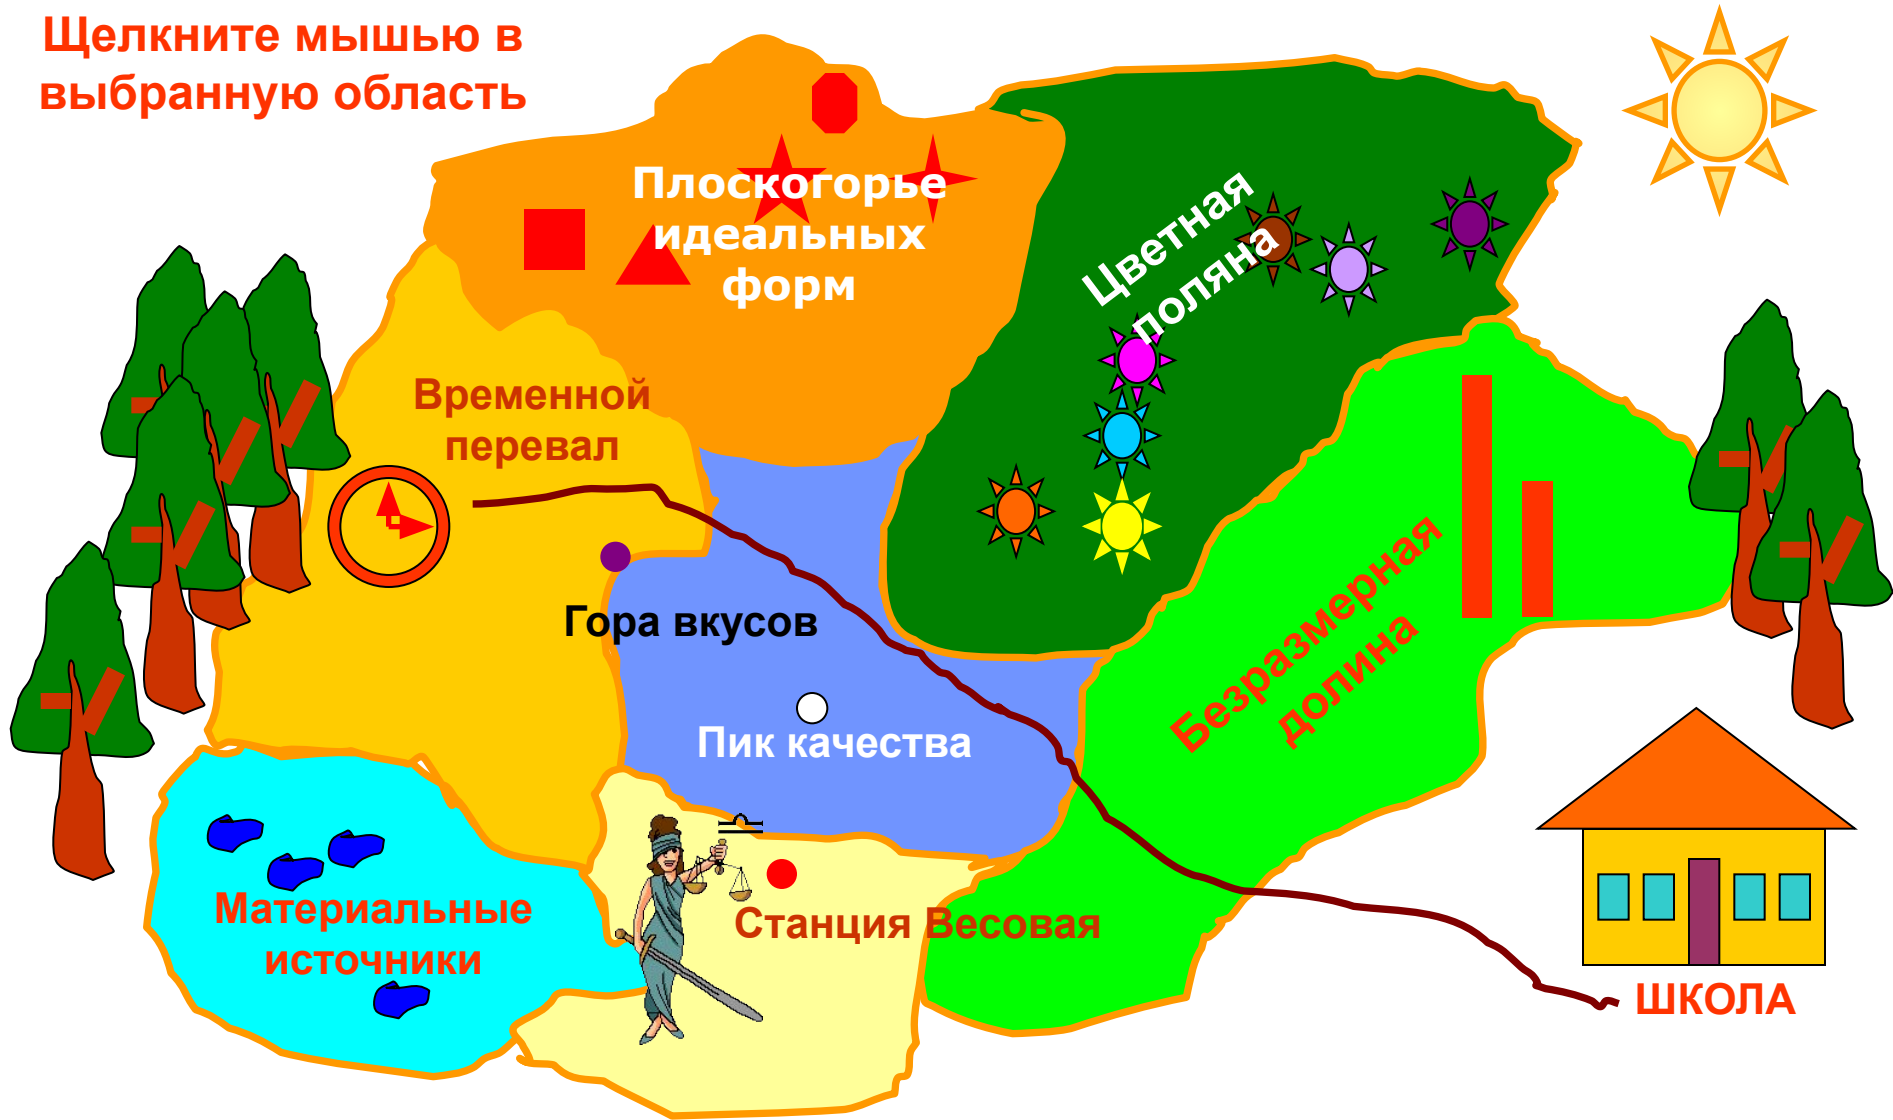 Щелкните мышью в
выбранную область
Плоскогорье
идеальных
форм
Цветная
поляна
Временной
перевал
Гора вкусов
Пик качества
Безразмерная
долина
Материальные
источники
Станция Весовая
ШКОЛА